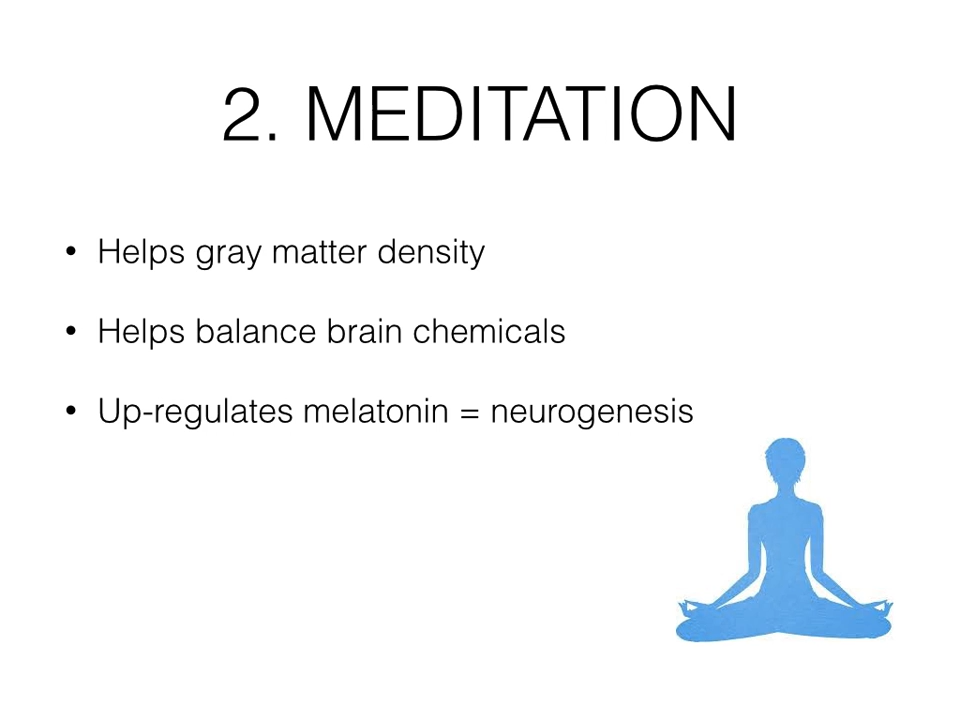 2. MEDITATION
• Helps gray matter density
• Helps balance brain chemicals
• Up-regulates melatonin = neurogenesis